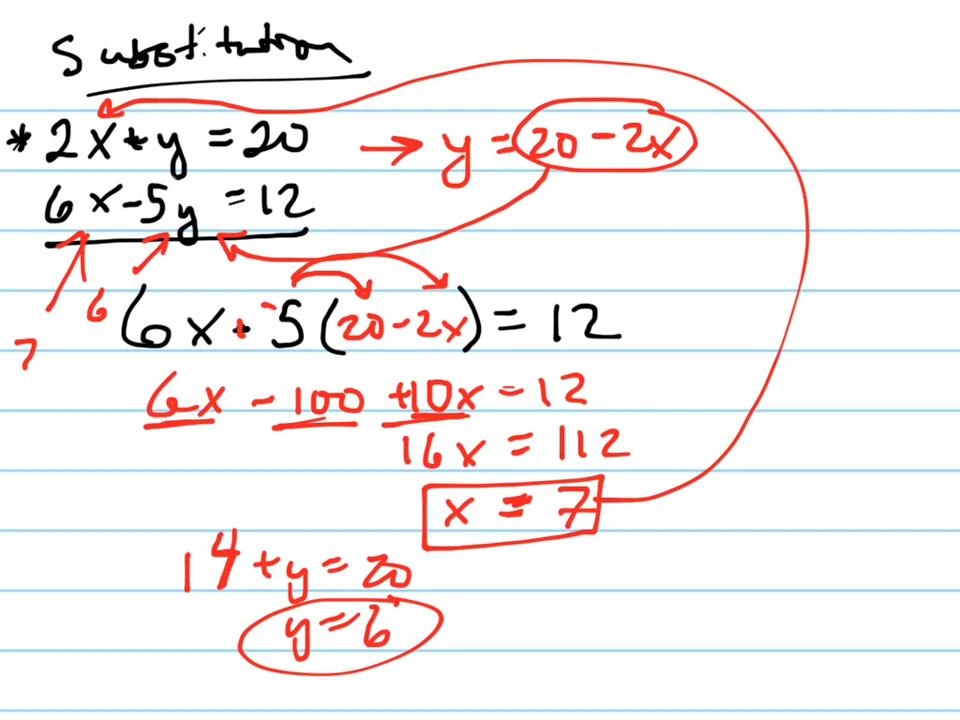 Substitution
* 2x + y = 20 → y = 20 - 2x
6x - 5y = 12
7 6
(6x + -5(20 - 2x) = 12
6x - 100 + 10x = 12
16x = 112
x = 7
14 + y = 20
y = 6